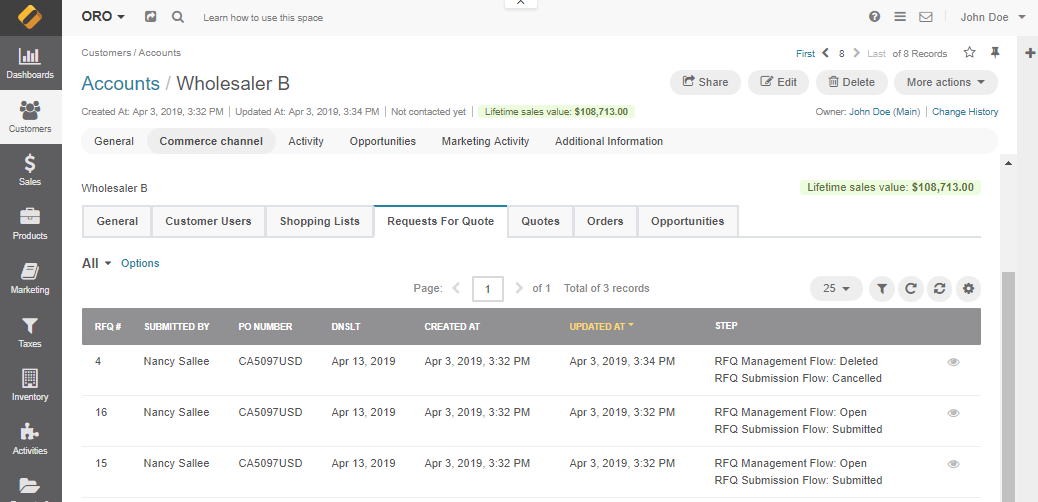 ORO
Learn how to use this space
John Doe
Dashboards
Customers
Sales
Products
Marketing
Taxes
Inventory
Activities
Customers / Accounts
First 8 Last of 8 Records
Accounts / Wholesaler B
Share
Edit
Delete
More actions
Created At: Apr 3, 2019, 3:32 PM | Updated At: Apr 3, 2019, 3:34 PM | Not contacted yet | Lifetime sales value: $108,713.00
Owner: John Doe (Main) | Change History
General
Commerce channel
Activity
Opportunities
Marketing Activity
Additional Information
Wholesaler B
Lifetime sales value: $108,713.00
General
Customer Users
Shopping Lists
Requests For Quote
Quotes
Orders
Opportunities
All
Options
Page: 1 of 1 Total of 3 records
25
RFQ # SUBMITTED BY PO NUMBER DNSLT CREATED AT UPDATED AT STEP
4 Nancy Sallee CA5097USD Apr 13, 2019 Apr 3, 2019, 3:32 PM Apr 3, 2019, 3:34 PM RFQ Management Flow: Deleted
RFQ Submission Flow: Cancelled
16 Nancy Sallee CA5097USD Apr 13, 2019 Apr 3, 2019, 3:32 PM Apr 3, 2019, 3:32 PM RFQ Management Flow: Open
RFQ Submission Flow: Submitted
15 Nancy Sallee CA5097USD Apr 13, 2019 Apr 3, 2019, 3:32 PM Apr 3, 2019, 3:32 PM RFQ Management Flow: Open
RFQ Submission Flow: Submitted